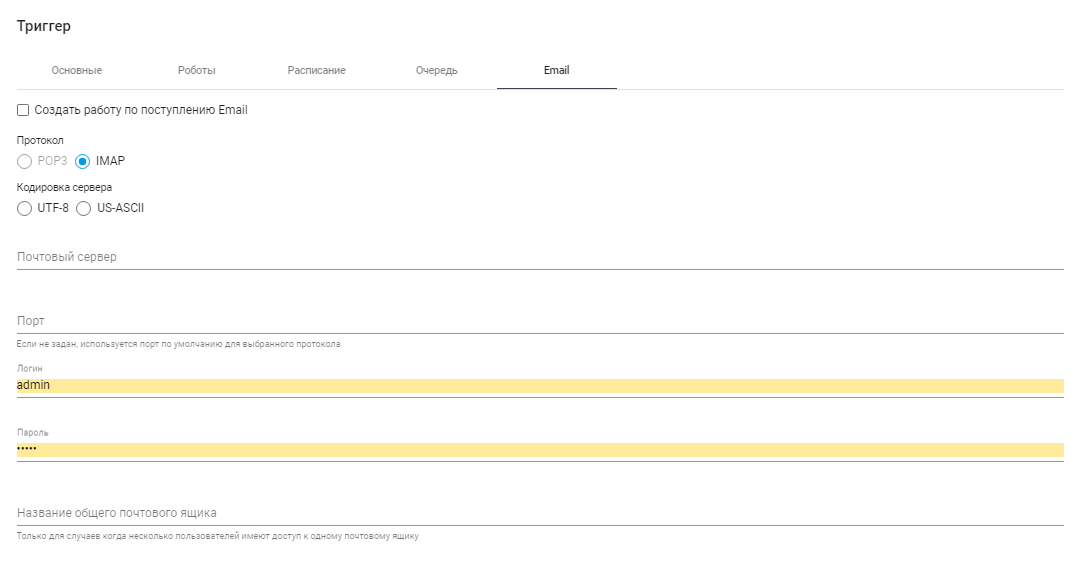 Триггер
Основные Роботы Расписание Очередь Email
Создать работу по поступлению Email
Протокол
POP3 IMAP
Кодировка сервера
UTF-8 US-ASCII
Почтовый сервер
Порт
Если не задан, используется порт по умолчанию для выбранного протокола
Логин
admin
Пароль
•••••
Название общего почтового ящика
Только для случаев когда несколько пользователей имеют доступ к одному почтовому ящику